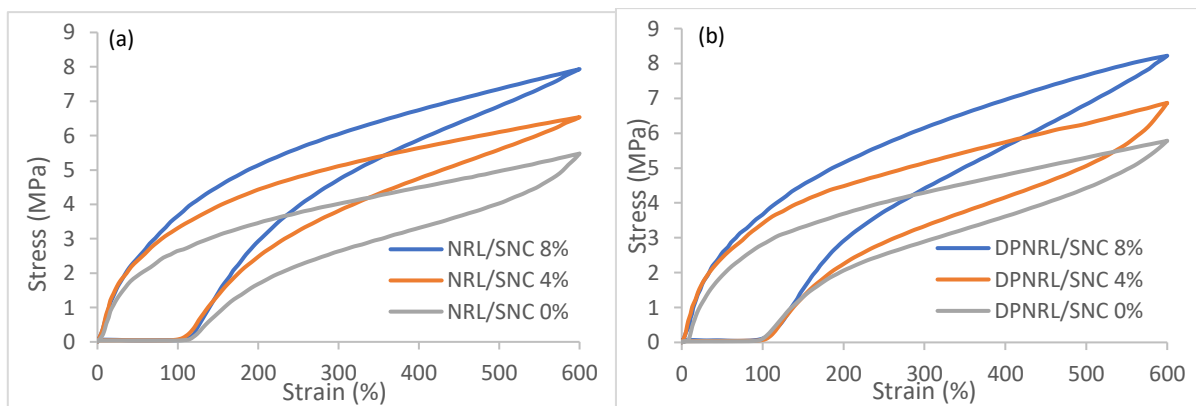 (a)
9
8
7
6
5
4
3
2
1
0
Stress (MPa)
NRL/SNC 8%
NRL/SNC 4%
NRL/SNC 0%
0 100 200 300 400 500 600
Strain (%)
(b)
9
8
7
6
5
4
3
2
1
0
Stress (MPa)
DPNRL/SNC 8%
DPNRL/SNC 4%
DPNRL/SNC 0%
0 100 200 300 400 500 600
Strain (%)